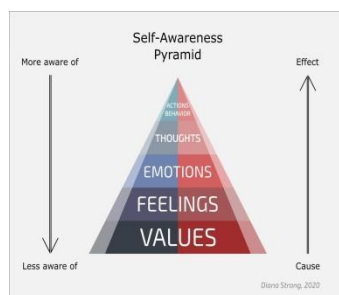 Self-Awareness
Pyramid
More aware of
Effect
ACTIONS
BEHAVIOR
THOUGHTS
EMOTIONS
FEELINGS
VALUES
Less aware of
Cause
Diana Strang, 2020